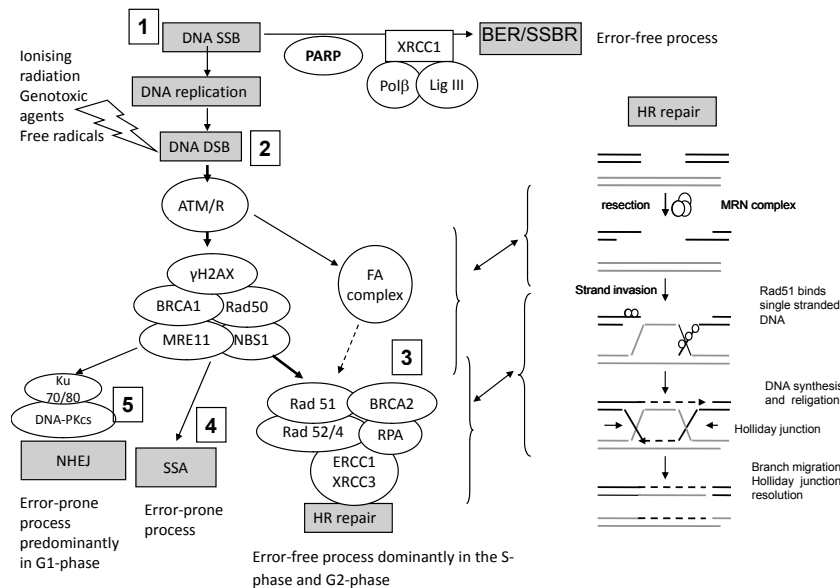 1
DNA SSB
PARP
XRCC1
Polβ
Lig III
BER/SSBR
Error-free process
Ionising
radiation
Genotoxic
agents
Free radicals
DNA replication
DNA DSB
2
ATM/R
γH2AX
BRCA1
Rad50
MRE11
NBS1
FA
complex
3
Ku
70/80
DNA-PKcs
5
NHEJ
Error-prone
process
predominantly
in G1-phase
4
SSA
Error-prone
process
Rad 51
BRCA2
Rad 52/4
RPA
ERCC1
XRCC3
HR repair
Error-free process dominantly in the S-
phase and G2-phase
HR repair
resection
MRN complex
Strand invasion
Rad51 binds
single stranded
DNA
DNA synthesis
and religation
Holliday junction
Branch migration
Holliday junction
resolution